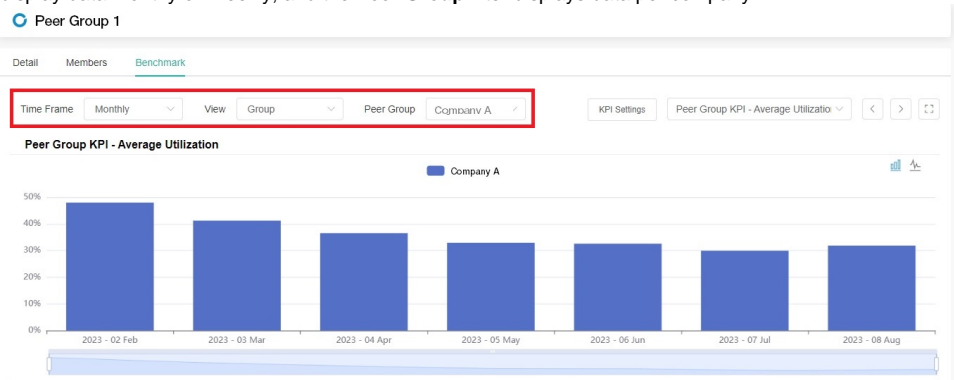 Peer Group 1
Detail Members Benchmark
Time Frame Monthly View Group Peer Group Company A KPI Settings Peer Group KPI - Average Utilizatio
Peer Group KPI - Average Utilization
Company A
50%
40%
30%
20%
10%
0%
2023 - 02 Feb 2023 - 03 Mar 2023 - 04 Apr 2023 - 05 May 2023 - 06 Jun 2023 - 07 Jul 2023 - 08 Aug